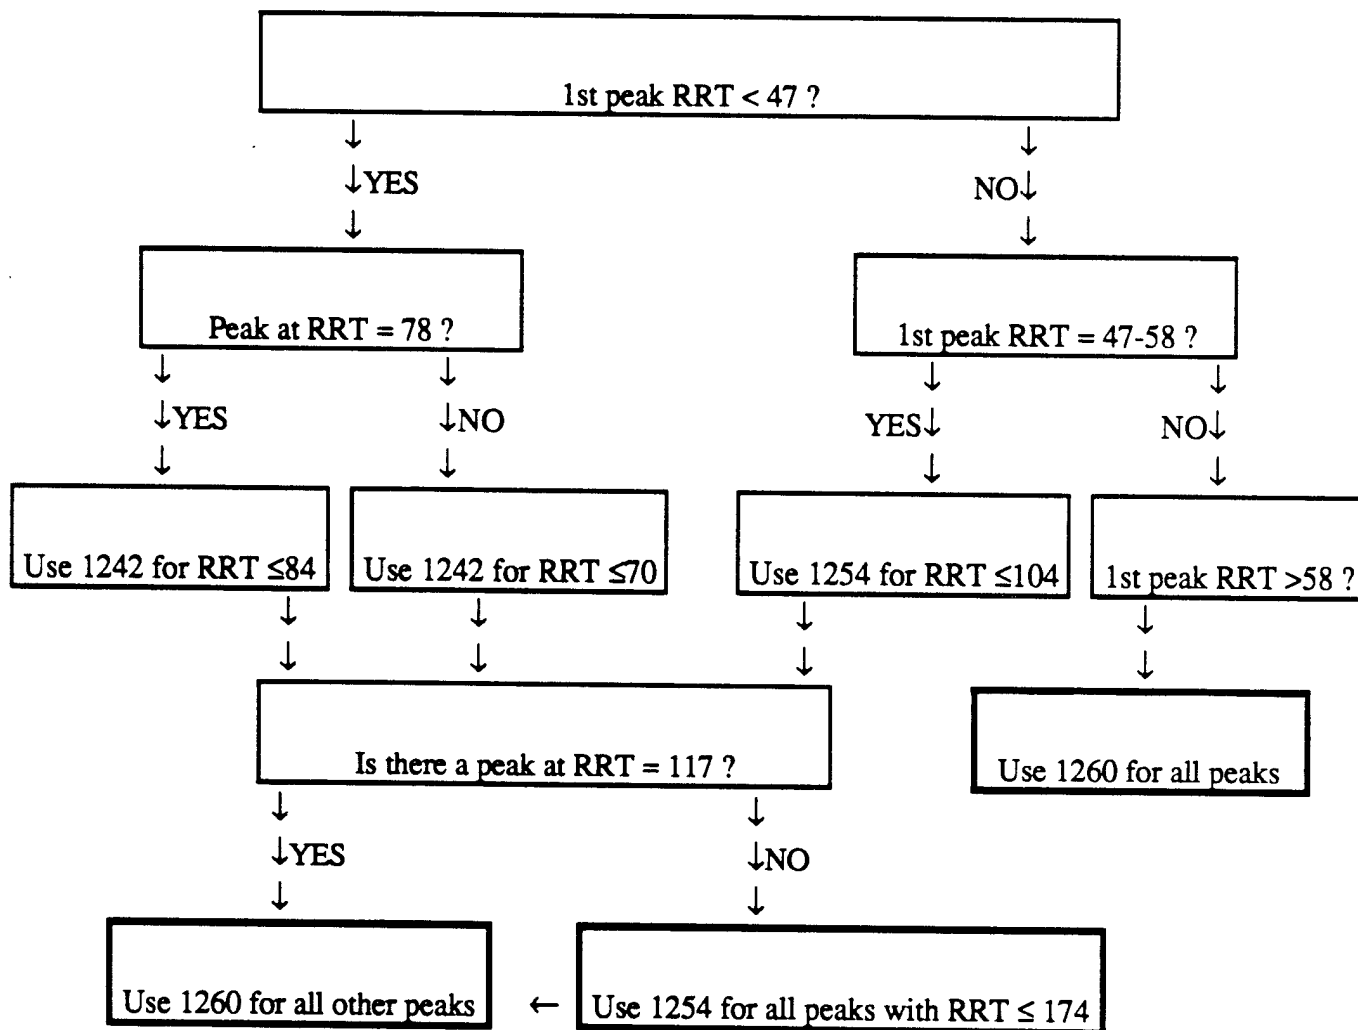 1st peak RRT < 47 ?
↓ ↓
↓YES NO↓
↓ ↓
Peak at RRT = 78 ? 1st peak RRT = 47-58 ?
↓ ↓ ↓ ↓
↓YES ↓NO YES↓ NO↓
↓ ↓ ↓ ↓
Use 1242 for RRT ≤84 Use 1242 for RRT ≤70 Use 1254 for RRT ≤104 1st peak RRT >58 ?
↓ ↓ ↓ ↓
↓ ↓ ↓ ↓
Is there a peak at RRT = 117 ? Use 1260 for all peaks
↓ ↓
↓YES ↓NO
↓ ↓
Use 1260 for all other peaks ← Use 1254 for all peaks with RRT ≤ 174